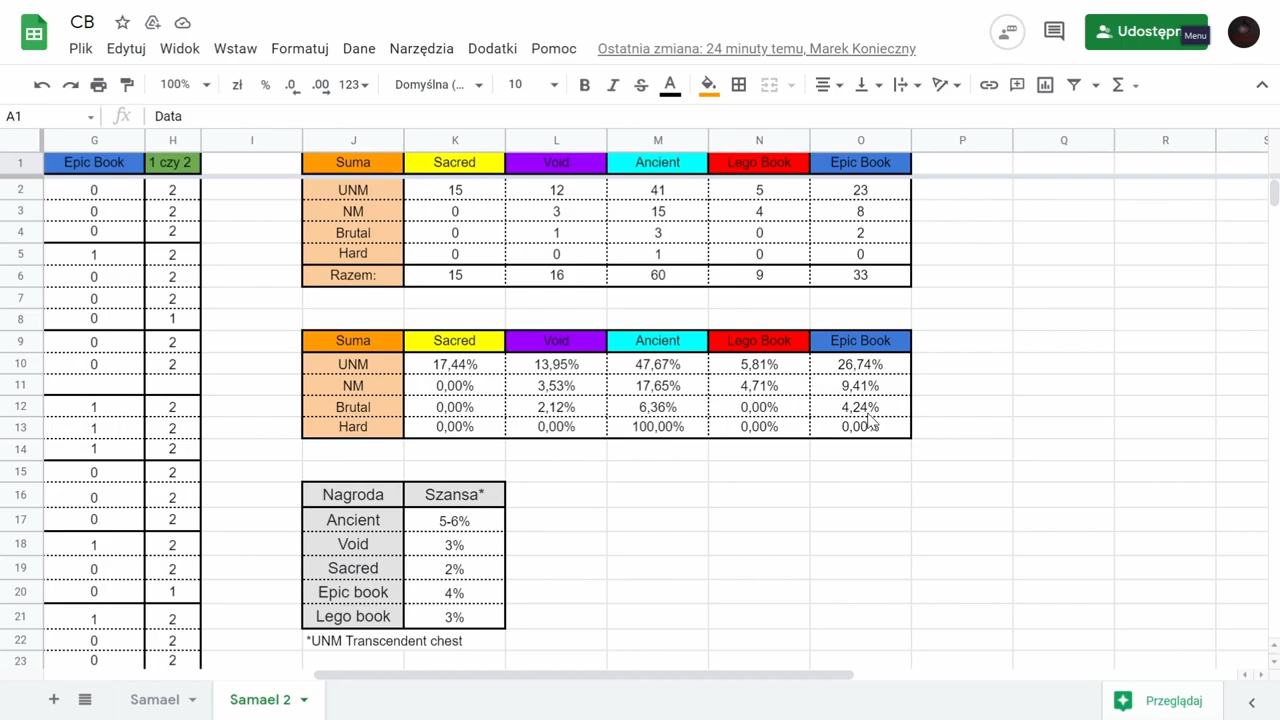 CB
Plik Edytuj Widok Wstaw Formatuj Dane Narzędzia Dodatki Pomoc Ostatnia zmiana: 24 minuty temu, Marek Konieczny
Udostępn
Menu
100% zł % .0 .00 123 Domyślna (... 10 B I S A Σ
A1 fx Data
G H I J K L M N O P Q R S
1 Epic Book 1 czy 2 Suma Sacred Void Ancient Lego Book Epic Book
2 0 2 UNM 15 12 41 5 23
3 0 2 NM 0 3 15 4 8
4 0 2 Brutal 0 1 3 0 2
5 1 2 Hard 0 0 1 0 0
6 0 2 Razem: 15 16 60 9 33
7 0 2
8 0 1
9 0 2 Suma Sacred Void Ancient Lego Book Epic Book
10 0 2 UNM 17,44% 13,95% 47,67% 5,81% 26,74%
11 NM 0,00% 3,53% 17,65% 4,71% 9,41%
12 1 2 Brutal 0,00% 2,12% 6,36% 0,00% 4,24%
13 1 2 Hard 0,00% 0,00% 100,00% 0,00% 0,00%
14 1 2
15 0 2
16 0 2 Nagroda Szansa*
17 0 2 Ancient 5-6%
18 1 2 Void 3%
19 0 2 Sacred 2%
20 0 1 Epic book 4%
21 1 2 Lego book 3%
22 0 2 *UNM Transcendent chest
23 0 2
Samael Samael 2 Przeglądaj